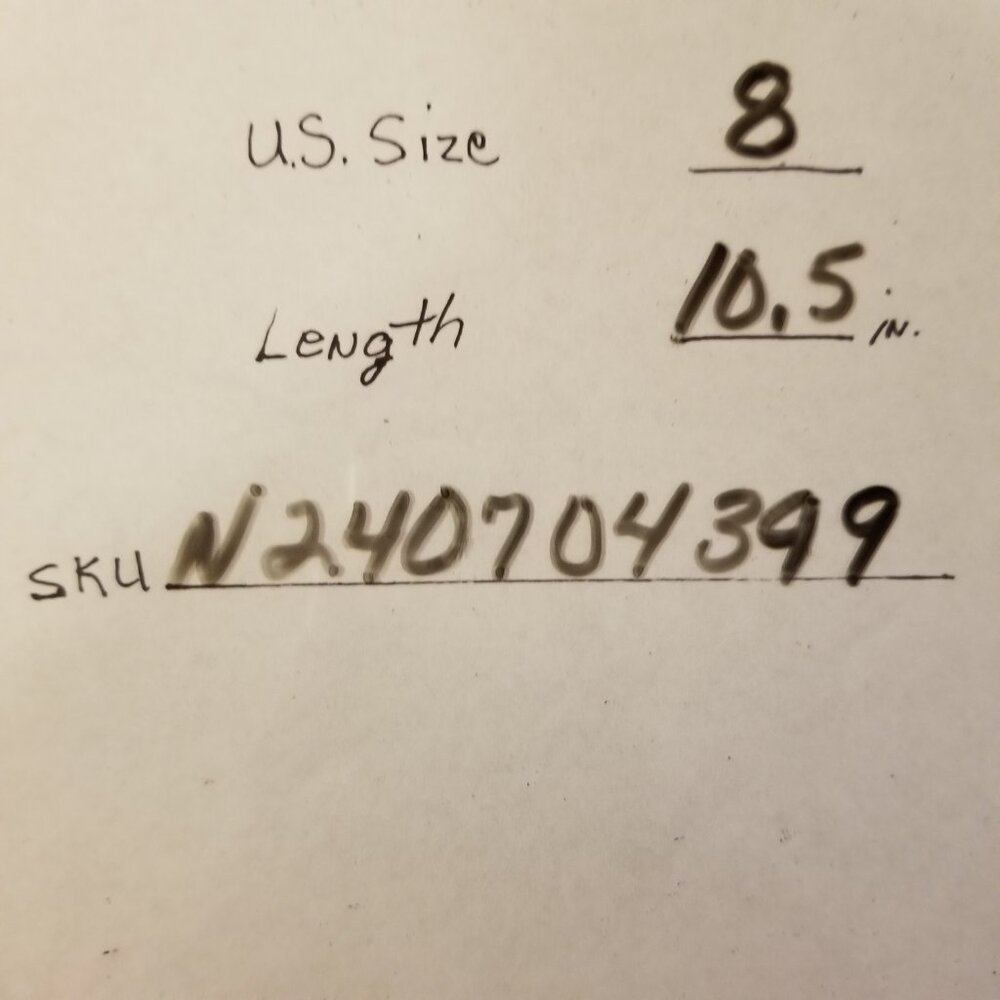 U.S. Size 8
Length 10.5 in.
SKU N240704399